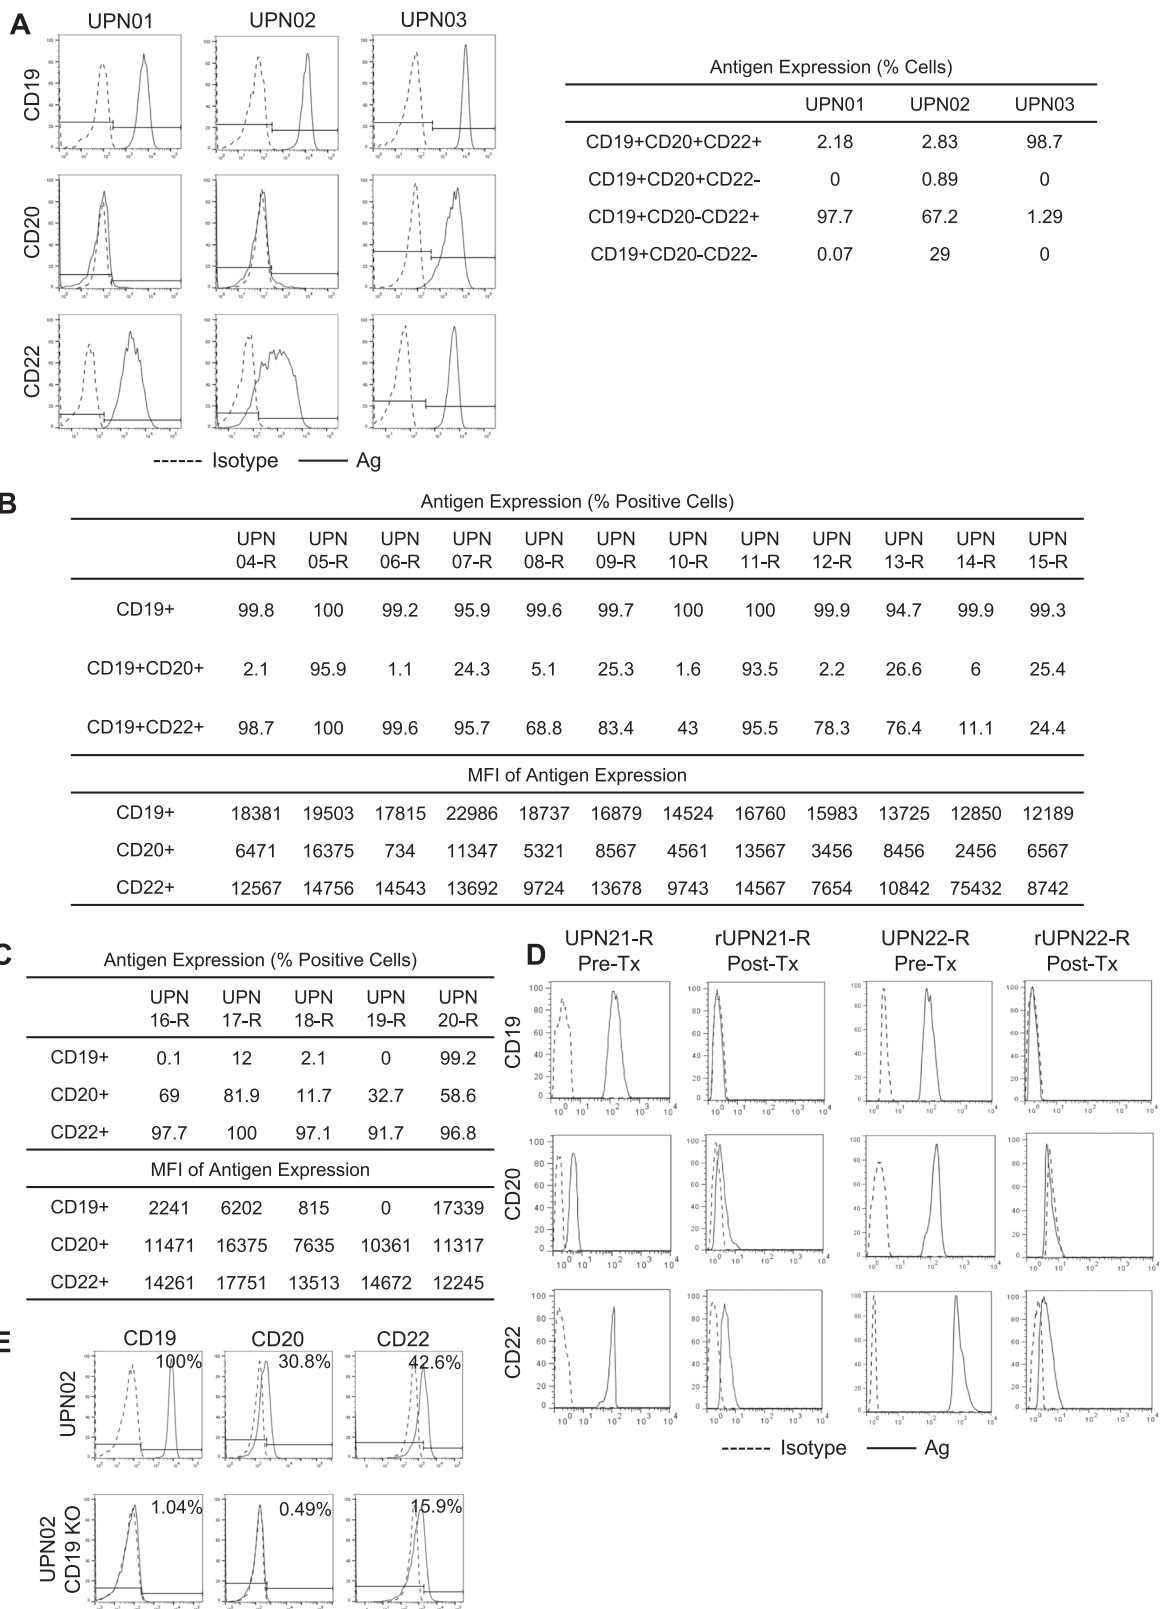 A
UPN01 UPN02 UPN03
CD19
CD20
CD22
Isotype Ag
Antigen Expression (% Cells)
UPN01 UPN02 UPN03
CD19+CD20+CD22+ 2.18 2.83 98.7
CD19+CD20+CD22- 0 0.89 0
CD19+CD20-CD22+ 97.7 67.2 1.29
CD19+CD20-CD22- 0.07 29 0
B
Antigen Expression (% Positive Cells)
UPN UPN UPN UPN UPN UPN UPN UPN UPN UPN UPN UPN
04-R 05-R 06-R 07-R 08-R 09-R 10-R 11-R 12-R 13-R 14-R 15-R
CD19+ 99.8 100 99.2 95.9 99.6 99.7 100 100 99.9 94.7 99.9 99.3
CD19+CD20+ 2.1 95.9 1.1 24.3 5.1 25.3 1.6 93.5 2.2 26.6 6 25.4
CD19+CD22+ 98.7 100 99.6 95.7 68.8 83.4 43 95.5 78.3 76.4 11.1 24.4
MFI of Antigen Expression
CD19+ 18381 19503 17815 22986 18737 16879 14524 16760 15983 13725 12850 12189
CD20+ 6471 16375 734 11347 5321 8567 4561 13567 3456 8456 2456 6567
CD22+ 12567 14756 14543 13692 9724 13678 9743 14567 7654 10842 75432 8742
C
Antigen Expression (% Positive Cells)
UPN UPN UPN UPN UPN
16-R 17-R 18-R 19-R 20-R
CD19+ 0.1 12 2.1 0 99.2
CD20+ 69 81.9 11.7 32.7 58.6
CD22+ 97.7 100 97.1 91.7 96.8
MFI of Antigen Expression
CD19+ 2241 6202 815 0 17339
CD20+ 11471 16375 7635 10361 11317
CD22+ 14261 17751 13513 14672 12245
D
UPN21-R rUPN21-R UPN22-R rUPN22-R
Pre-Tx Post-Tx Pre-Tx Post-Tx
CD19
CD20
CD22
Isotype Ag
E
CD19 CD20 CD22
UPN02
100% 30.8% 42.6%
UPN02
CD19 KO
1.04% 0.49% 15.9%